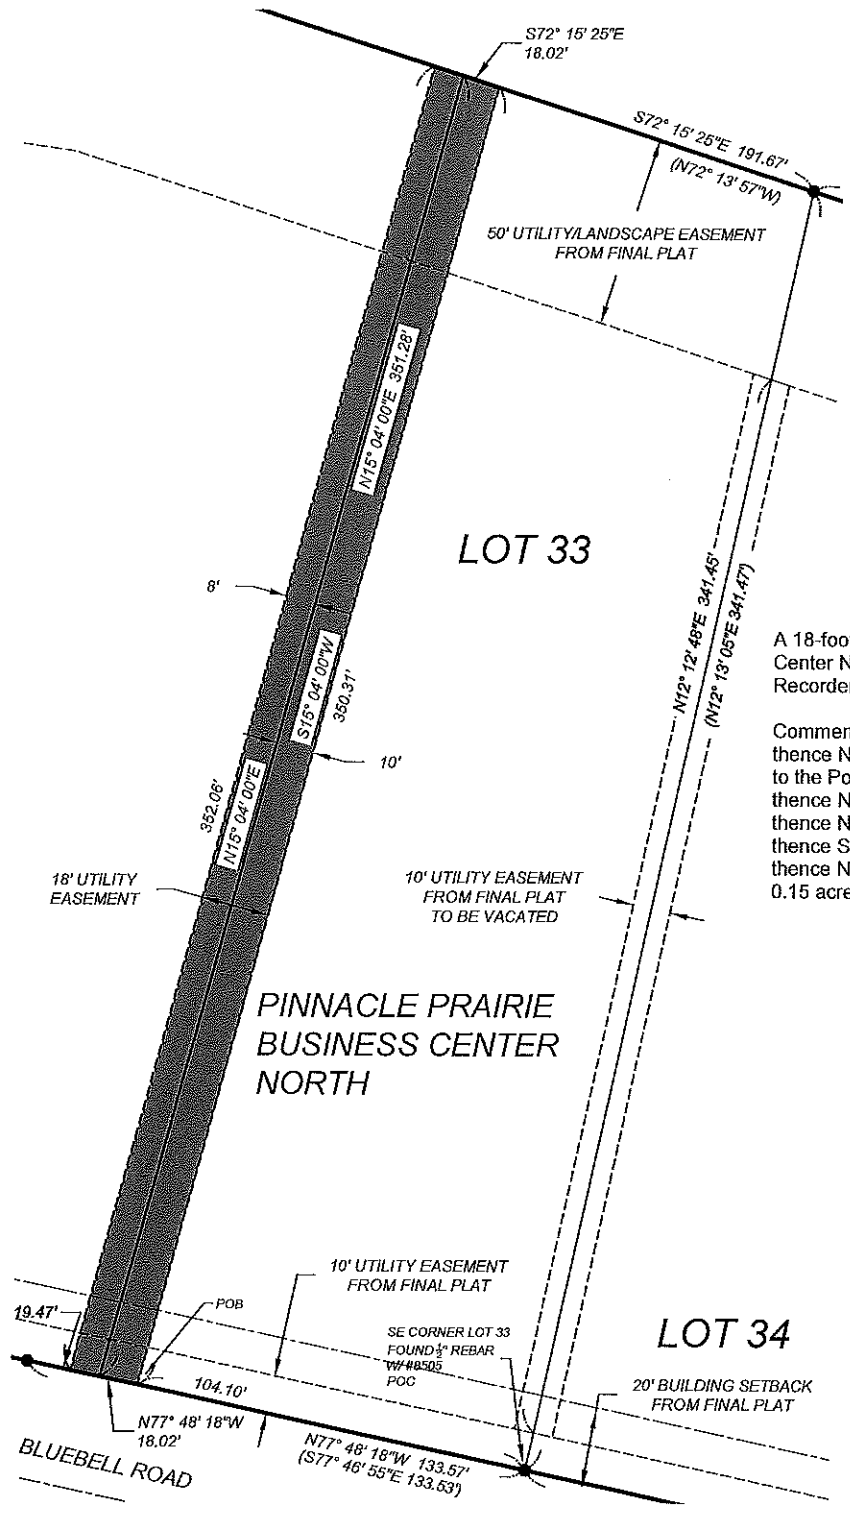 S72° 15' 25"E
18.02'
S72° 15' 25"E 191.67'
(N72° 13' 57"W)
50' UTILITY/LANDSCAPE EASEMENT
FROM FINAL PLAT
N15° 04' 00"E 351.28'
LOT 33
8'
N12° 12' 48"E 341.45'
(N12° 13' 05"E 341.47')
S15° 04' 00"W
350.31'
A 18-foo
Center N
Recorde
Commen
thence N
to the Po
thence N
thence N
thence S
thence N
0.15 acre
10'
352.06'
N15° 04' 00"E
18' UTILITY
EASEMENT
10' UTILITY EASEMENT
FROM FINAL PLAT
TO BE VACATED
PINNACLE PRAIRIE
BUSINESS CENTER
NORTH
10' UTILITY EASEMENT
FROM FINAL PLAT
19.47'
POB
SE CORNER LOT 33
FOUND ½" REBAR
W/ #8505
POC
LOT 34
104.10'
20' BUILDING SETBACK
FROM FINAL PLAT
N77° 48' 18"W
18.02'
N77° 48' 18"W 133.57'
(S77° 46' 55"E 133.53')
BLUEBELL ROAD